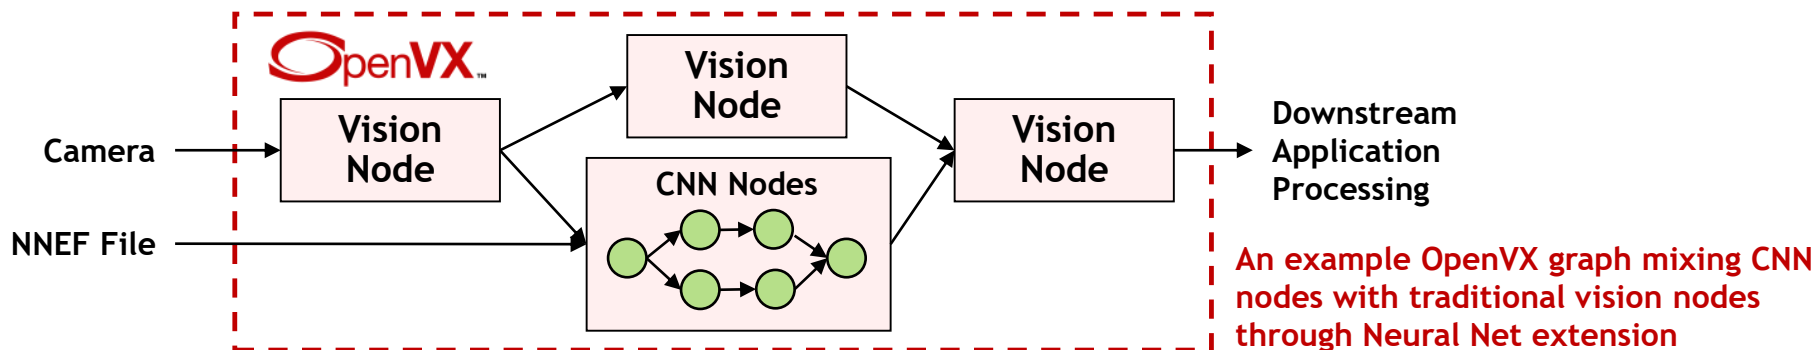 OpenVX™
Camera
NNEF File
Vision
Node
Vision
Node
CNN Nodes
Vision
Node
Downstream
Application
Processing
An example OpenVX graph mixing CNN
nodes with traditional vision nodes
through Neural Net extension